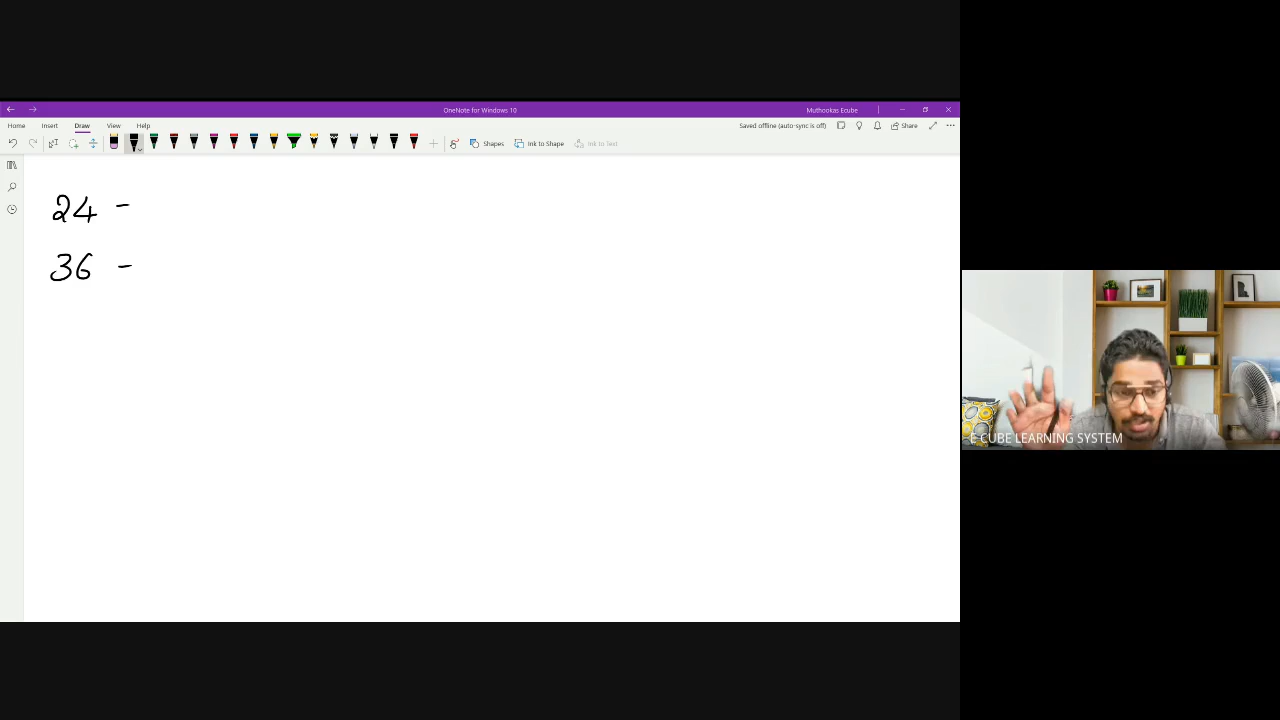 OneNote for Windows 10
Muthookas Ecube
Home Insert Draw View Help
Saved offline (auto-sync is off) Share
Shapes Ink to Shape Ink to Text
24 -
36 -
E CUBE LEARNING SYSTEM